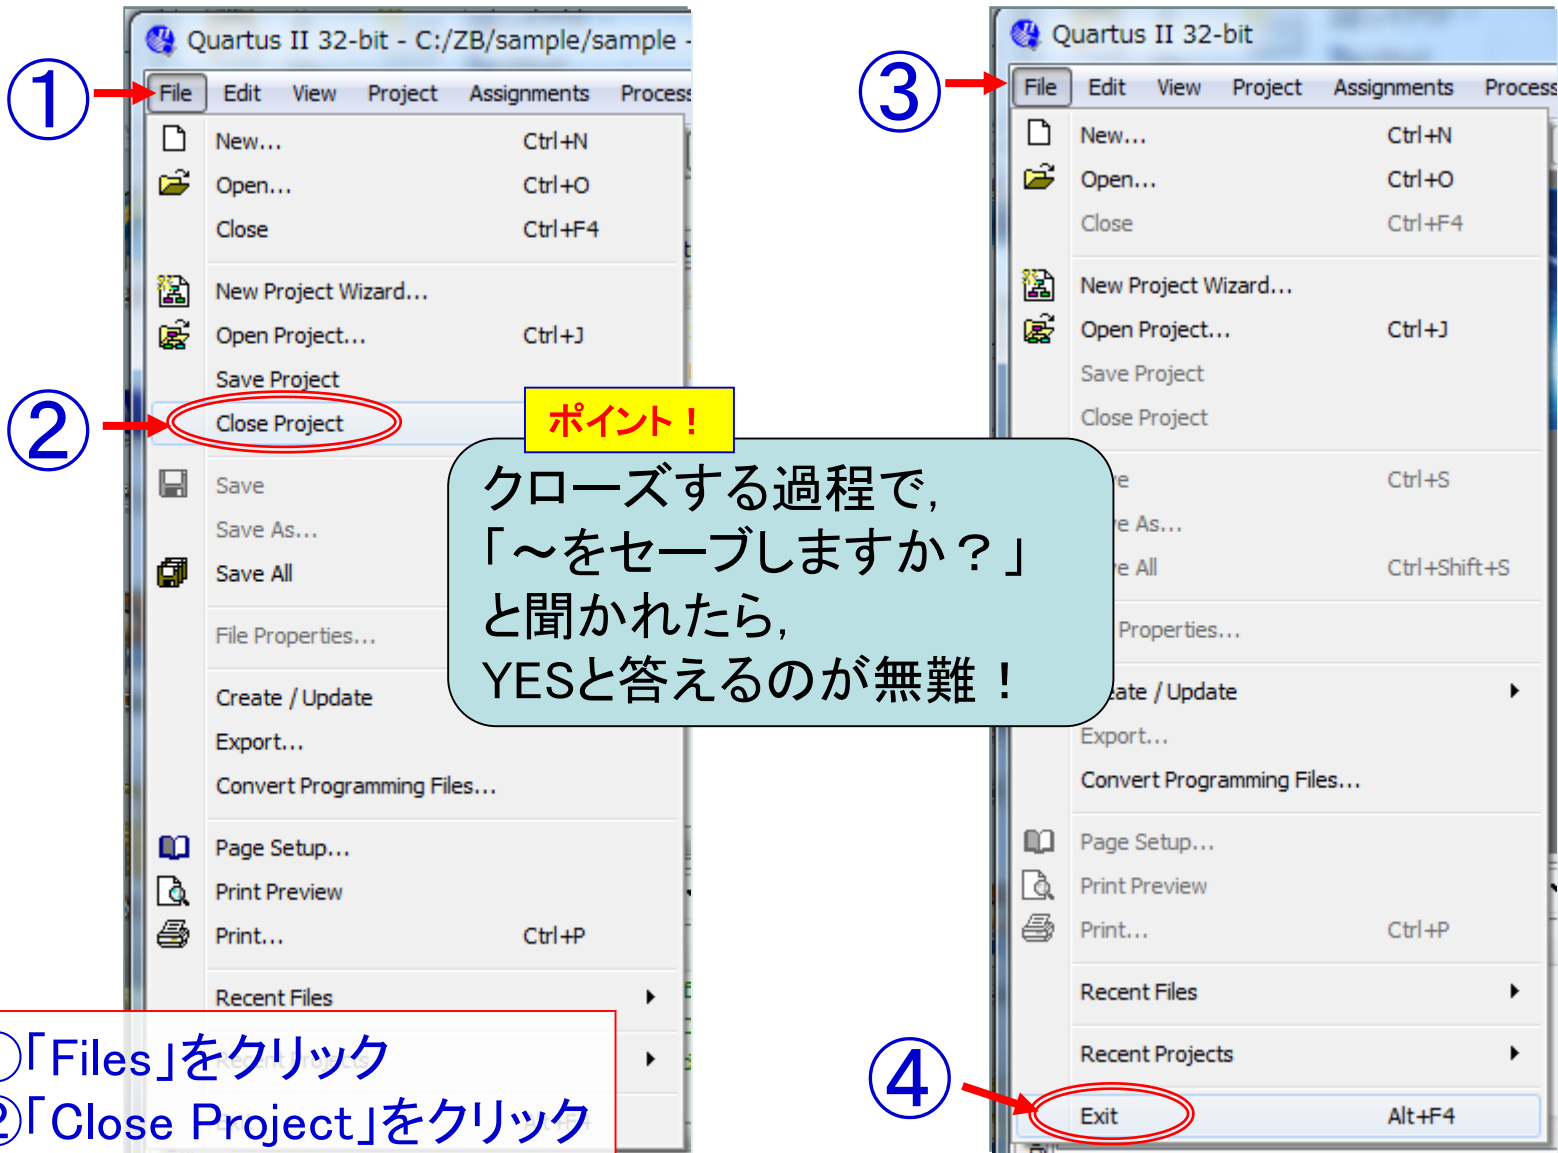 Quartus II 32-bit - C:/ZB/sample/sample -
①
File Edit View Project Assignments Process
New... Ctrl+N
Open... Ctrl+O
Close Ctrl+F4
New Project Wizard...
Open Project... Ctrl+J
Save Project
②
Close Project
Save
Save As...
Save All
File Properties...
Create / Update
Export...
Convert Programming Files...
Page Setup...
Print Preview
Print... Ctrl+P
Recent Files
Recent Projects
ポイント！
クローズする過程で,
「～をセーブしますか？」
と聞かれたら,
YESと答えるのが無難！
Quartus II 32-bit
③
File Edit View Project Assignments Process
New... Ctrl+N
Open... Ctrl+O
Close Ctrl+F4
New Project Wizard...
Open Project... Ctrl+J
Save Project
Close Project
Ctrl+S
As...
All Ctrl+Shift+S
Properties...
/ Update
Export...
Convert Programming Files...
Page Setup...
Print Preview
Print... Ctrl+P
Recent Files
Recent Projects
④
Exit Alt+F4
「Files」をクリック
②「Close Project」をクリック